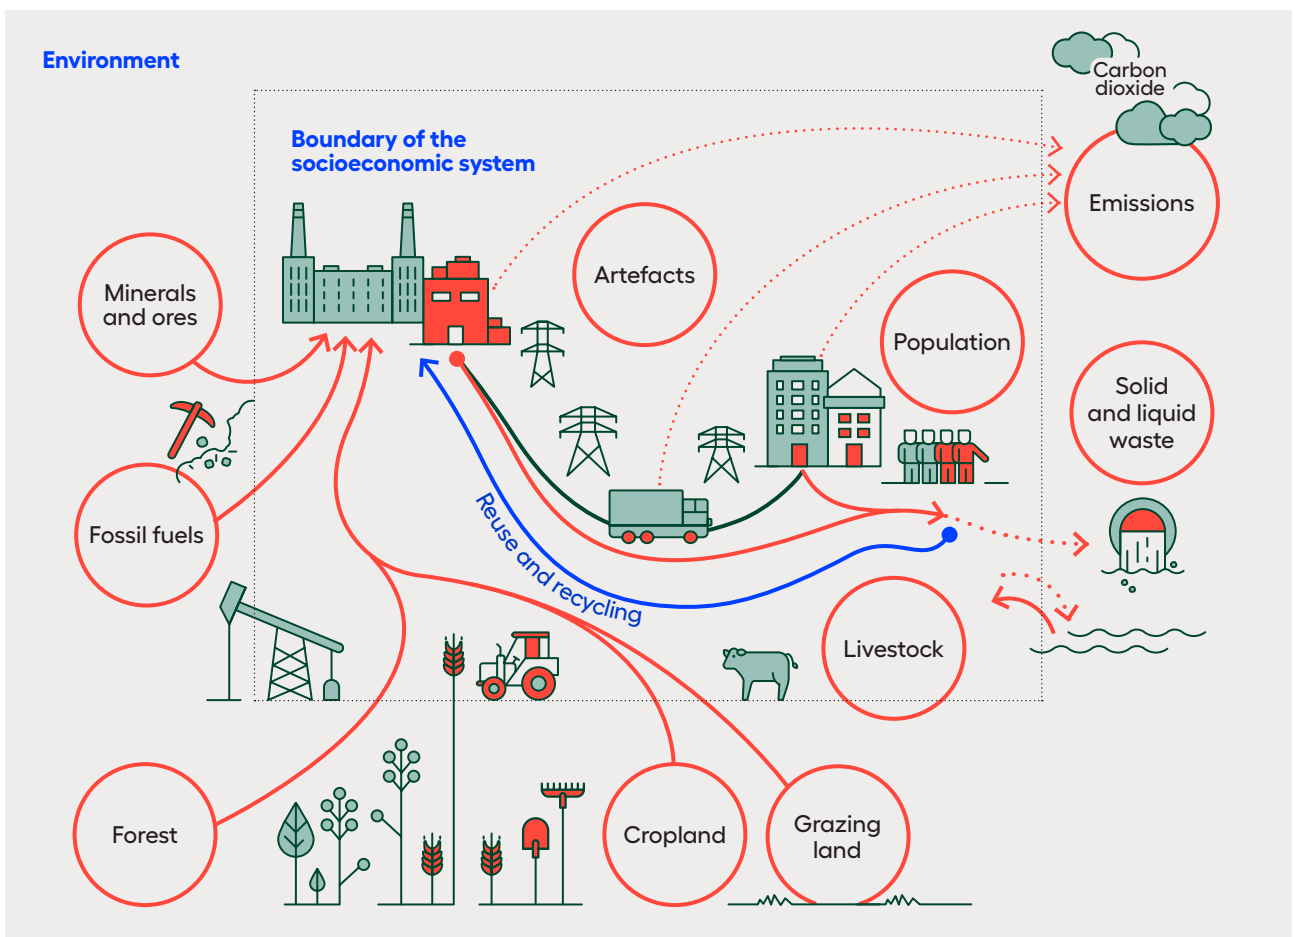 Environment
Carbon
dioxide
Boundary of the
socioeconomic system
Emissions
Artefacts
Minerals
and ores
Population
Solid
and liquid
waste
Fossil fuels
Reuse and recycling
Livestock
Forest
Cropland
Grazing
land